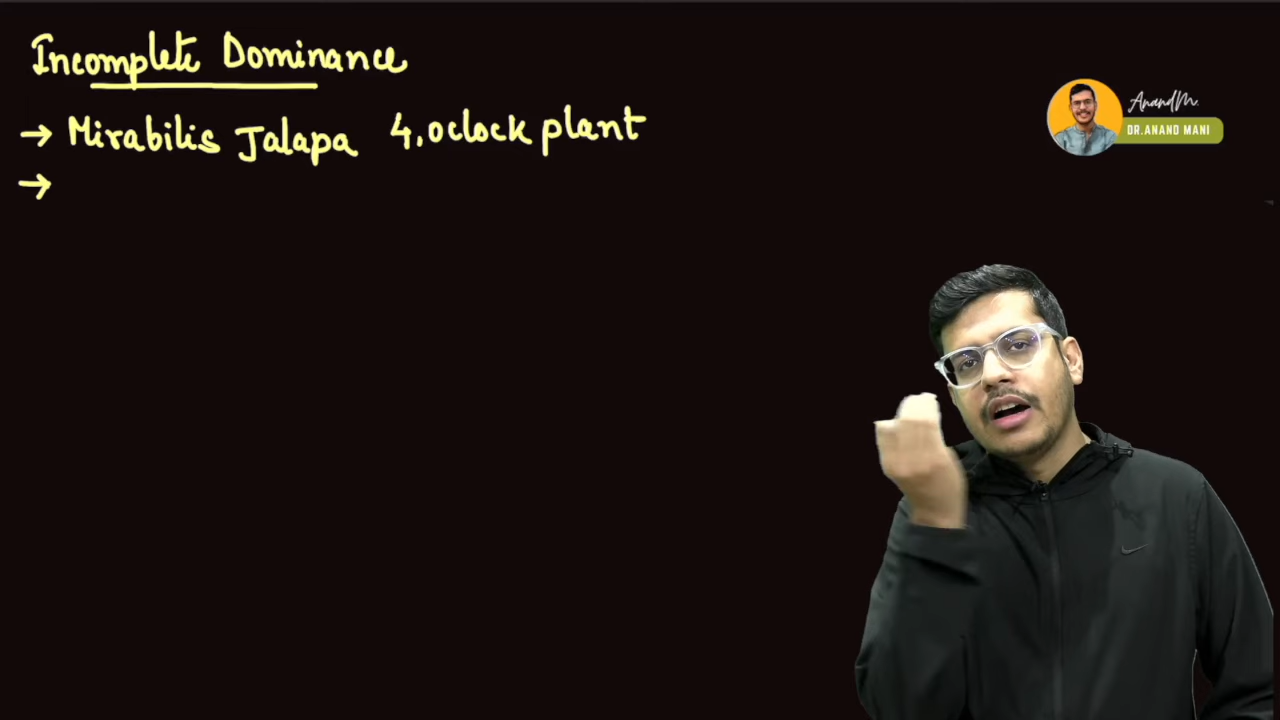 Incomplete Dominance
→ Mirabilis Jalapa 4.oclock plant
→
AnandM.
DR.ANAND MANI